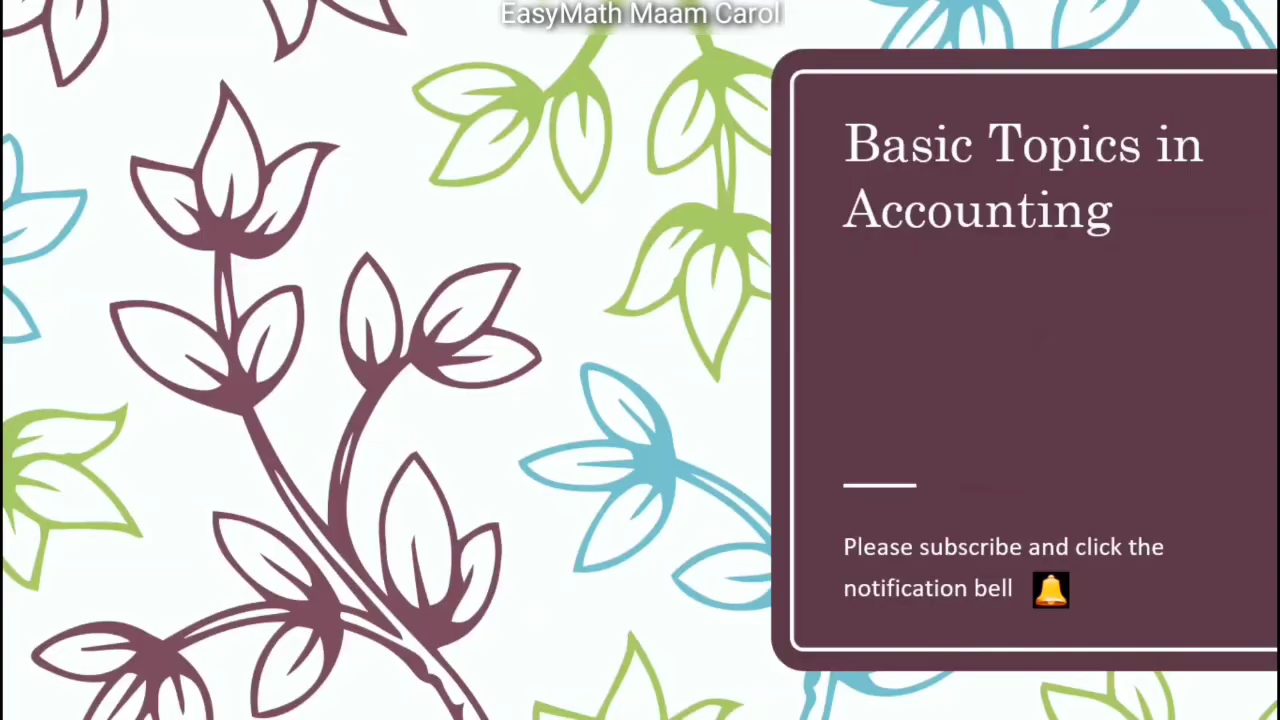 EasyMath Maam Carol
Basic Topics in
Accounting
Please subscribe and click the
notification bell